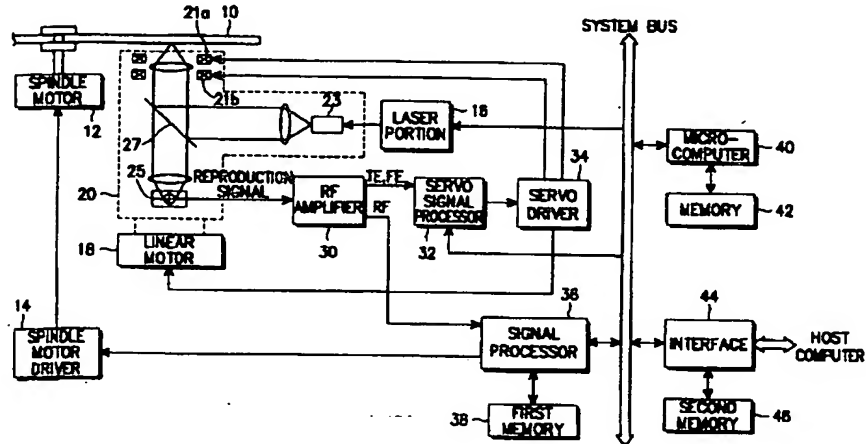 21a
10
SYSTEM BUS
SPINDLE
MOTOR
12
21b
23
27
LASER
PORTION
16
34
MICRO-
COMPUTER
40
25
REPRODUCTION
SIGNAL
TE,FE
RF
AMPLIFIER
RF
SERVO
SIGNAL
PROCESSOR
SERVO
DRIVER
20
30
32
MEMORY
42
18
LINEAR
MOTOR
14
36
44
SPINDLE
MOTOR
DRIVER
SIGNAL
PROCESSOR
INTERFACE
HOST
COMPUTER
38
FIRST
MEMORY
SECOND
MEMORY
46